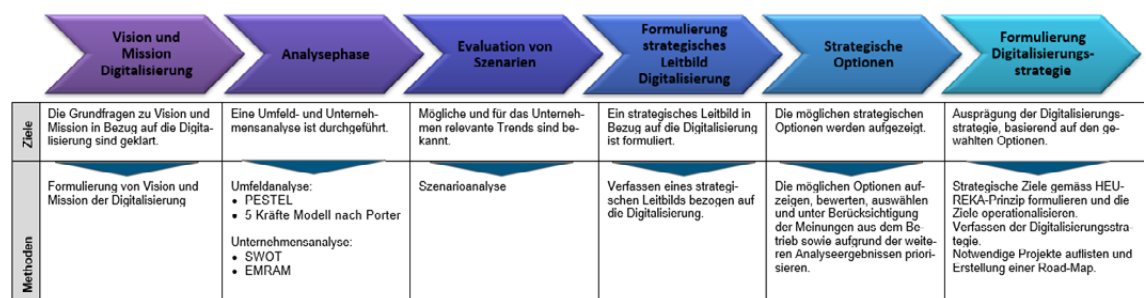 Vision und
Mission
Digitalisierung
Analysephase
Evaluation von
Szenarien
Formulierung
strategisches
Leitbild
Digitalisierung
Strategische
Optionen
Formulierung
Digitalisierungs-
strategie
Ziele
Die Grundfragen zu Vision und
Mission in Bezug auf die Digita-
lisierung sind geklärt.
Eine Umfeld- und Unterneh-
mensanalyse ist durchgeführt.
Mögliche und für das Unterneh-
men relevante Trends sind be-
kannt.
Ein strategisches Leitbild in
Bezug auf die Digitalisierung
ist formuliert.
Die möglichen strategischen
Optionen werden aufgezeigt.
Ausprägung der Digitalisierungs-
strategie, basierend auf den ge-
wählten Optionen.
Methoden
Formulierung von Vision und
Mission der Digitalisierung
Umfeldanalyse:
• PESTEL
• 5 Kräfte Modell nach Porter
Unternehmensanalyse:
• SWOT
• EMRAM
Szenarioanalyse
Verfassen eines strategi-
schen Leitbilds bezogen auf
die Digitalisierung.
Die möglichen Optionen auf-
zeigen, bewerten, auswählen
und unter Berücksichtigung
der Meinungen aus dem Be-
trieb sowie aufgrund der weite-
ren Analyseergebnissen priori-
sieren.
Strategische Ziele gemäss HEU-
REKA-Prinzip formulieren und die
Ziele operationalisieren.
Verfassen der Digitalisierungsstra-
tegie.
Notwendige Projekte auflisten und
Erstellung einer Road-Map.